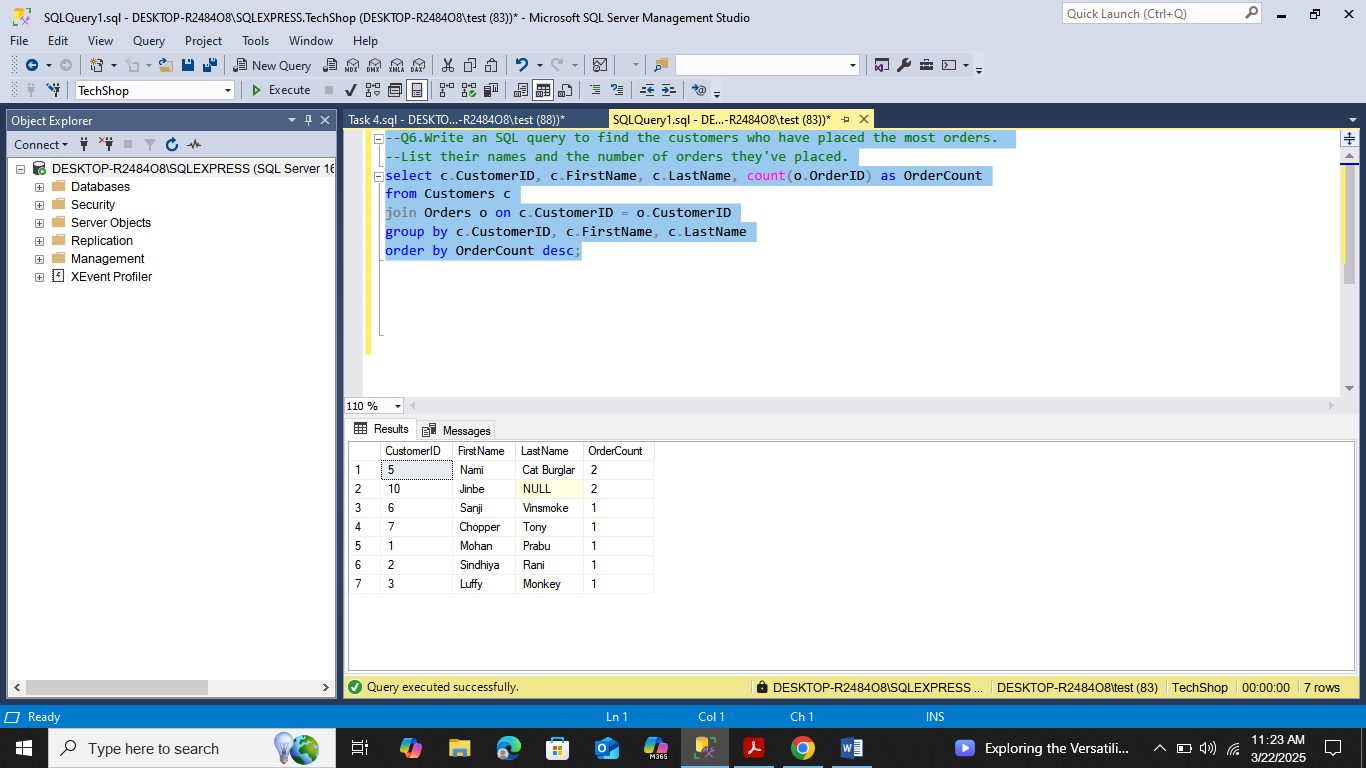 SQLQuery1.sql - DESKTOP-R2484O8\SQLEXPRESS.TechShop (DESKTOP-R2484O8\test (83))* - Microsoft SQL Server Management Studio
Quick Launch (Ctrl+Q)
File Edit View Query Project Tools Window Help
New Query MDX DMX XMLA DAX
TechShop Execute
Object Explorer
Connect
DESKTOP-R2484O8\SQLEXPRESS (SQL Server 16
Databases
Security
Server Objects
Replication
Management
XEvent Profiler
Task 4.sql - DESKTO...-R2484O8\test (88))*
SQLQuery1.sql - DE...-R2484O8\test (83))*
--Q6.Write an SQL query to find the customers who have placed the most orders.
--List their names and the number of orders they've placed.
select c.CustomerID, c.FirstName, c.LastName, count(o.OrderID) as OrderCount
from Customers c
join Orders o on c.CustomerID = o.CustomerID
group by c.CustomerID, c.FirstName, c.LastName
order by OrderCount desc;
110 %
Results Messages
CustomerID FirstName LastName OrderCount
1 5 Nami Cat Burglar 2
2 10 Jinbe NULL 2
3 6 Sanji Vinsmoke 1
4 7 Chopper Tony 1
5 1 Mohan Prabu 1
6 2 Sindhiya Rani 1
7 3 Luffy Monkey 1
Query executed successfully.
DESKTOP-R2484O8\SQLEXPRESS ... DESKTOP-R2484O8\test (83) TechShop 00:00:00 7 rows
Ready Ln 1 Col 1 Ch 1 INS
Type here to search
M365
Exploring the Versatili...
11:23 AM
3/22/2025